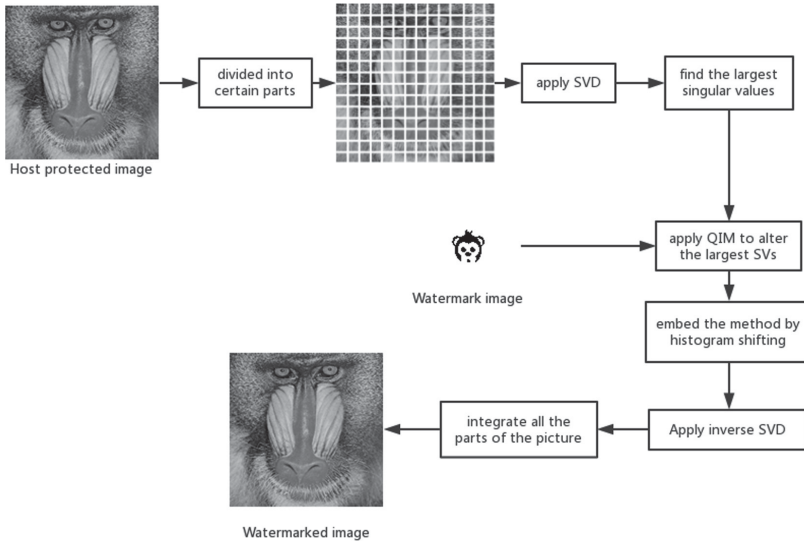 Host protected image
divided into
certain parts
apply SVD
find the largest
singular values
Watermark image
apply QIM to alter
the largest SVs
embed the method by
histogram shifting
Apply inverse SVD
integrate all the
parts of the picture
Watermarked image